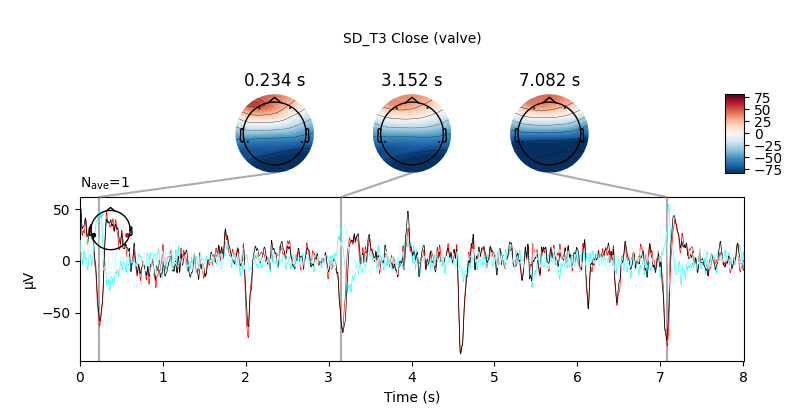 SD_T3 Close (valve)
0.234 s
3.152 s
7.082 s
75
50
25
0
−25
−50
−75
Nave=1
50
0
−50
µV
0 1 2 3 4 5 6 7 8
Time (s)